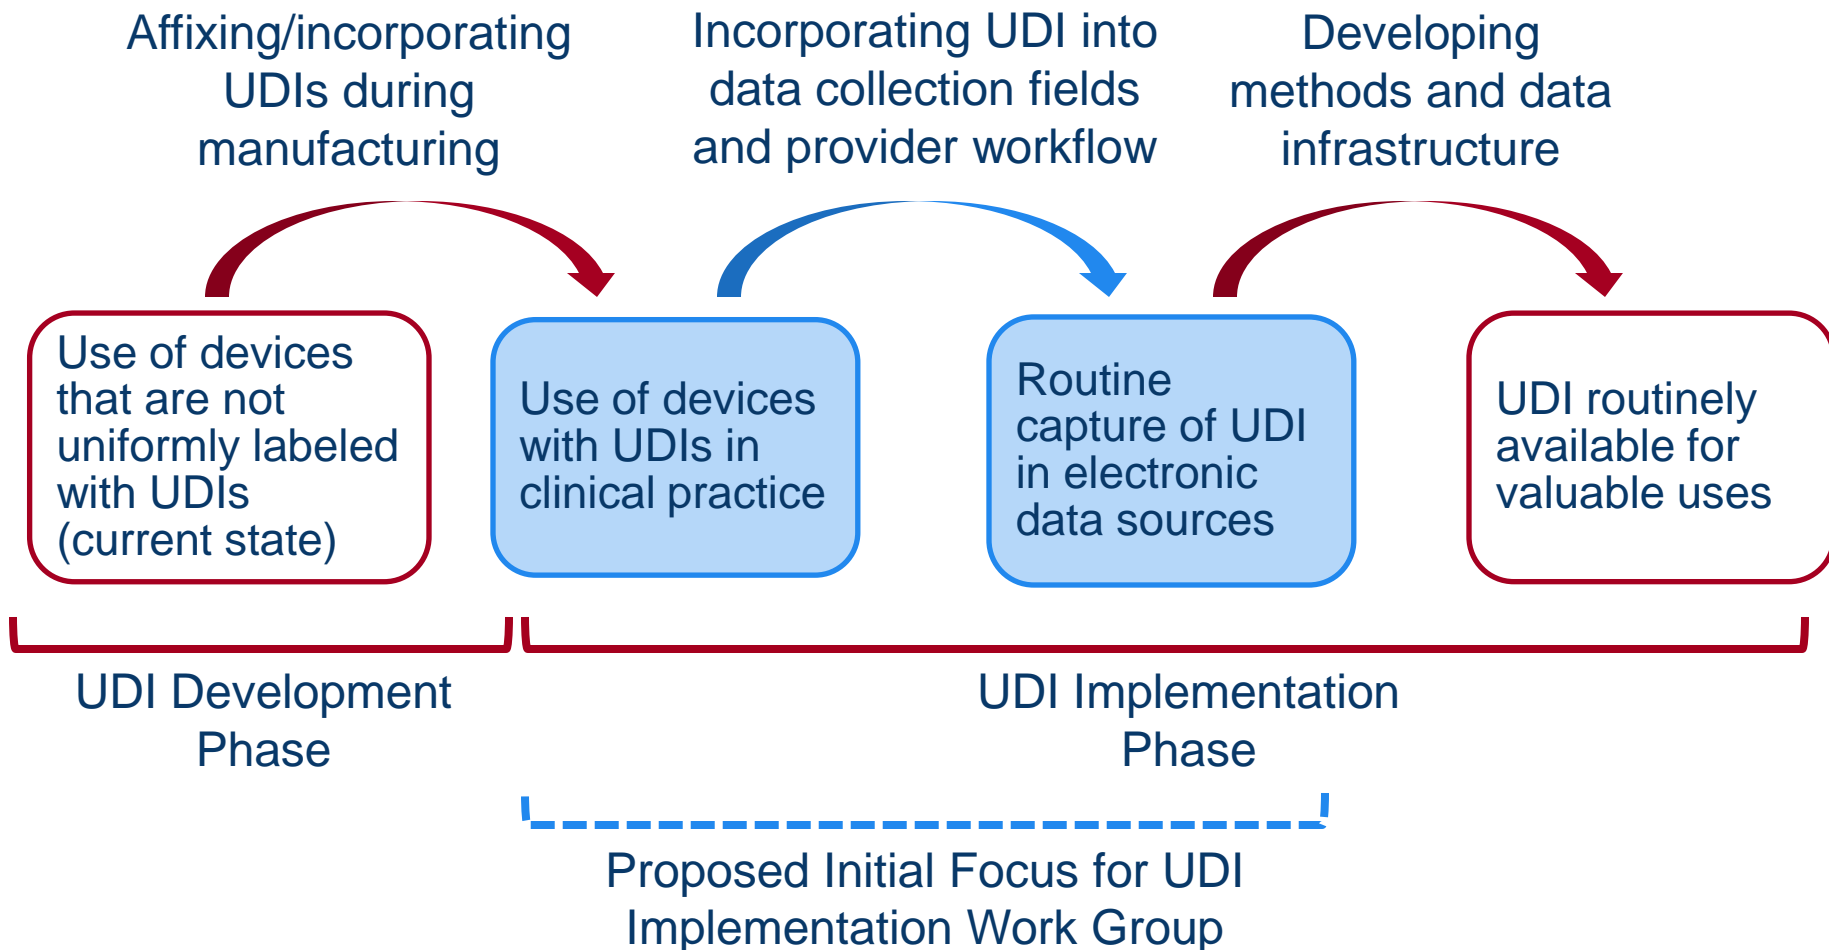 Affixing/incorporating
UDIs during
manufacturing
Incorporating UDI into
data collection fields
and provider workflow
Developing
methods and data
infrastructure
Use of devices
that are not
uniformly labeled
with UDIs
(current state)
Use of devices
with UDIs in
clinical practice
Routine
capture of UDI
in electronic
data sources
UDI routinely
available for
valuable uses
UDI Development
Phase
UDI Implementation
Phase
Proposed Initial Focus for UDI
Implementation Work Group